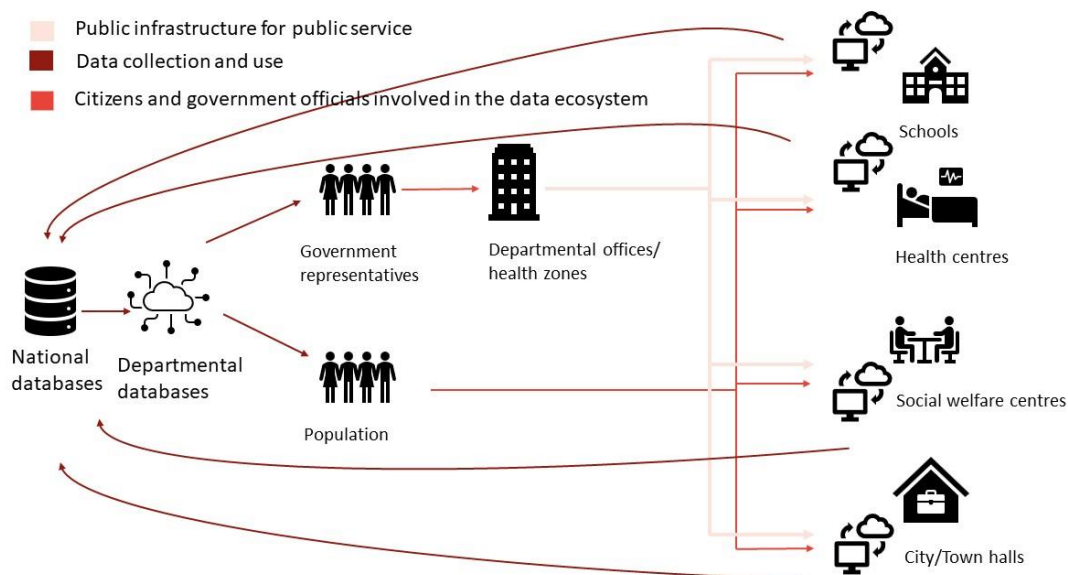 Public infrastructure for public service
Data collection and use
Citizens and government officials involved in the data ecosystem
Schools
Government
representatives
Departmental offices/
health zones
Health centres
National
databases
Departmental
databases
Population
Social welfare centres
City/Town halls